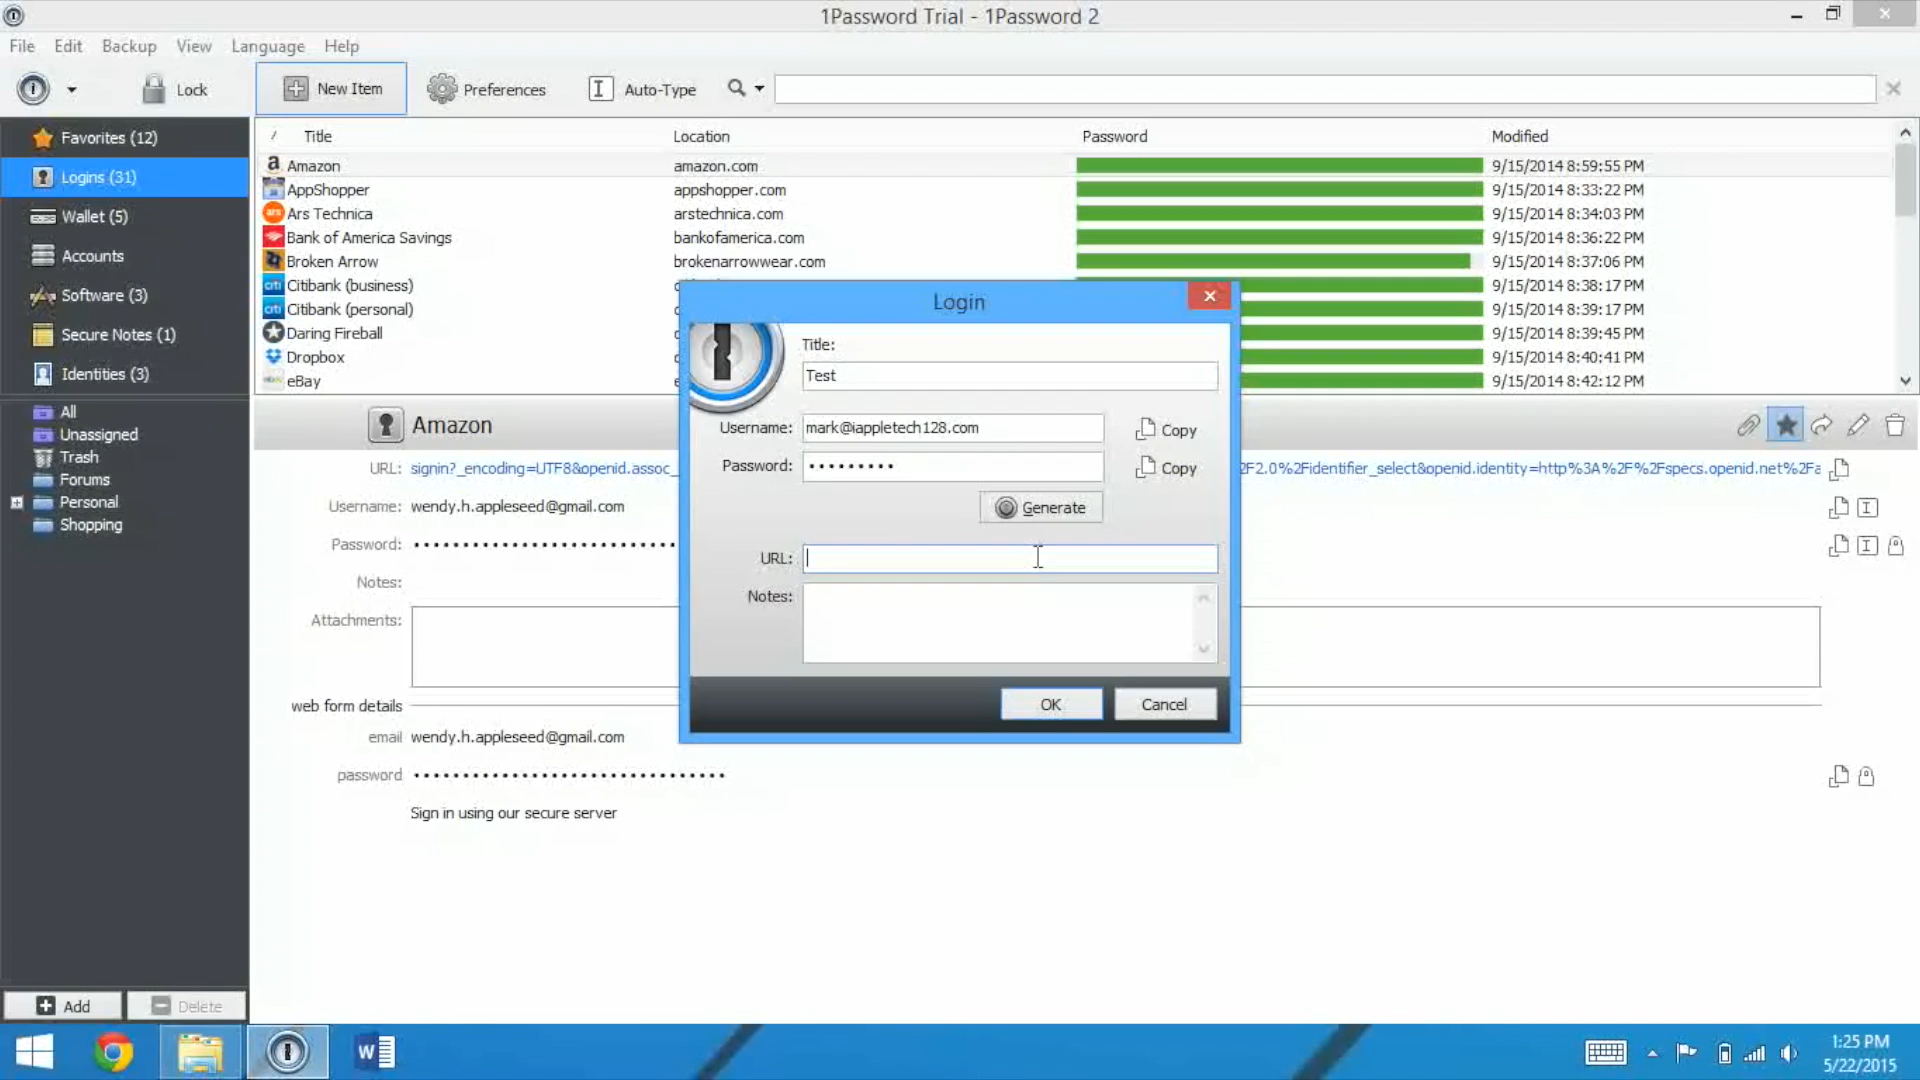 1Password Trial - 1Password 2
File Edit Backup View Language Help
Lock New Item Preferences Auto-Type
Favorites (12)
Logins (31)
Wallet (5)
Accounts
Software (3)
Secure Notes (1)
Identities (3)
All
Unassigned
Trash
Forums
Personal
Shopping
Add Delete
Title Location Password Modified
Amazon amazon.com 9/15/2014 8:59:55 PM
AppShopper appshopper.com 9/15/2014 8:33:22 PM
Ars Technica arstechnica.com 9/15/2014 8:34:03 PM
Bank of America Savings bankofamerica.com 9/15/2014 8:36:22 PM
Broken Arrow brokenarrowwear.com 9/15/2014 8:37:06 PM
Citibank (business) 9/15/2014 8:38:17 PM
Citibank (personal) 9/15/2014 8:39:17 PM
Daring Fireball 9/15/2014 8:39:45 PM
Dropbox 9/15/2014 8:40:41 PM
eBay 9/15/2014 8:42:12 PM
Amazon
URL: signin?_encoding=UTF8&openid.assoc_ 2F2.0%2Fidentifier_select&openid.identity=http%3A%2F%2Fspecs.openid.net%2Fa
Username: wendy.h.appleseed@gmail.com
Password:
Notes:
Attachments:
web form details
email wendy.h.appleseed@gmail.com
password
Sign in using our secure server
Login
Title:
Test
Username: mark@iappletech128.com Copy
Password: Copy
Generate
URL:
Notes:
OK Cancel
1:25 PM
5/22/2015